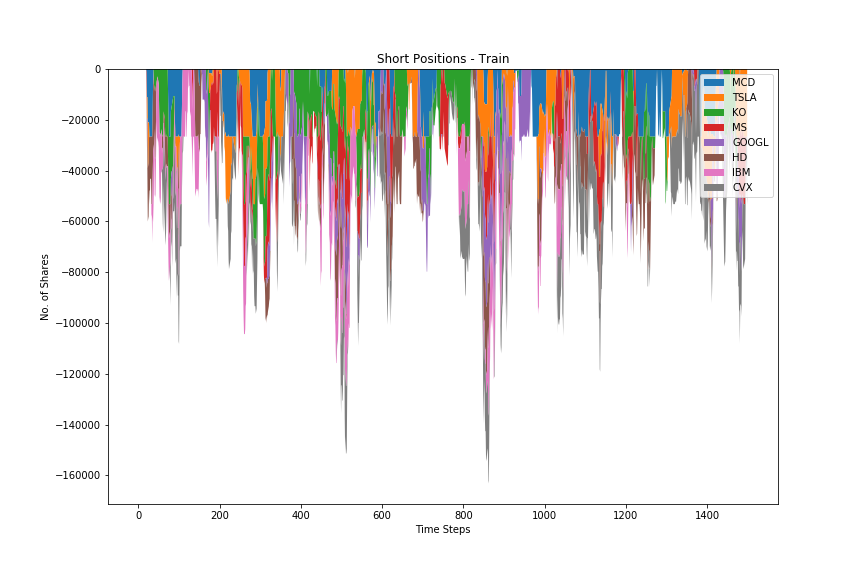 Short Positions - Train
0
−20000
−40000
−60000
−80000
−100000
−120000
−140000
−160000
No. of Shares
MCD
TSLA
KO
MS
GOOGL
HD
IBM
CVX
0 200 400 600 800 1000 1200 1400
Time Steps